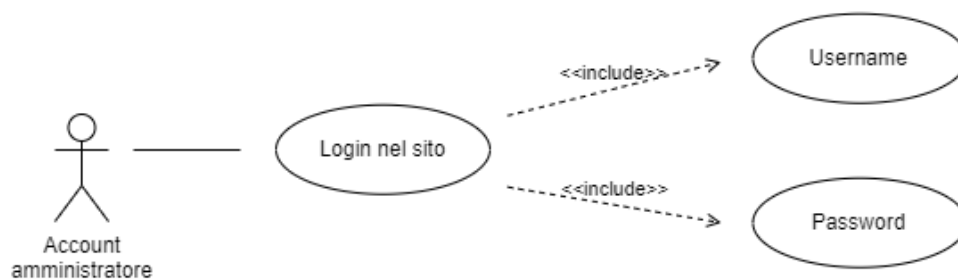 Username
<<include>>
Login nel sito
<<include>>
Password
Account
amministratore